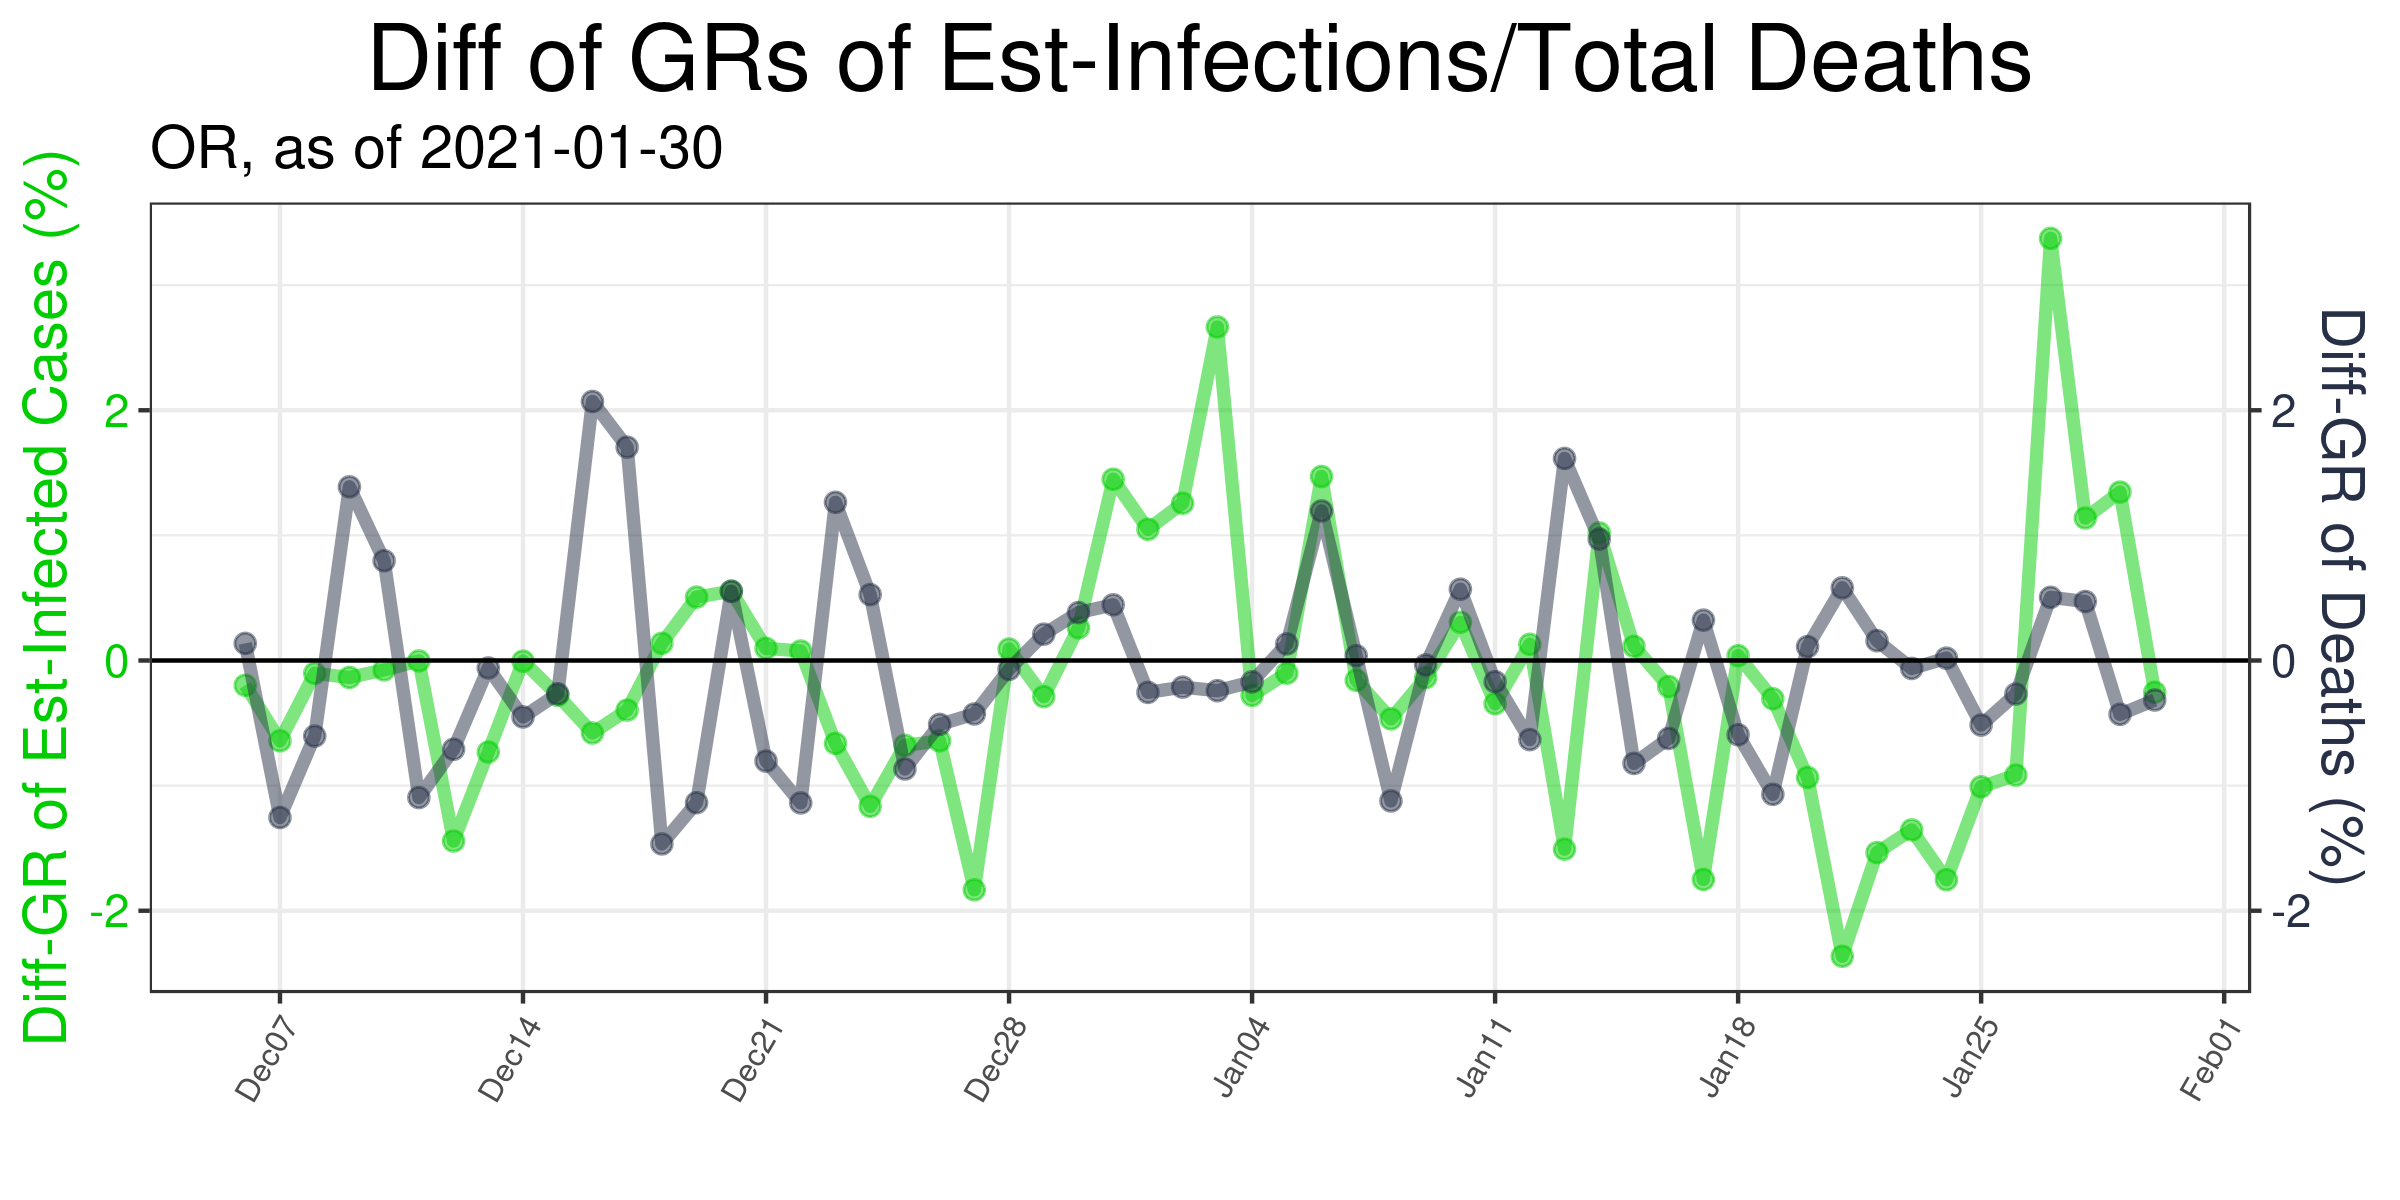 Diff of GRs of Est-Infections/Total Deaths
OR, as of 2021-01-30
Diff-GR of Est-Infected Cases (%)
2
0
-2
2
0
-2
Diff-GR of Deaths (%)
Dec07
Dec14
Dec21
Dec28
Jan04
Jan11
Jan18
Jan25
Feb01